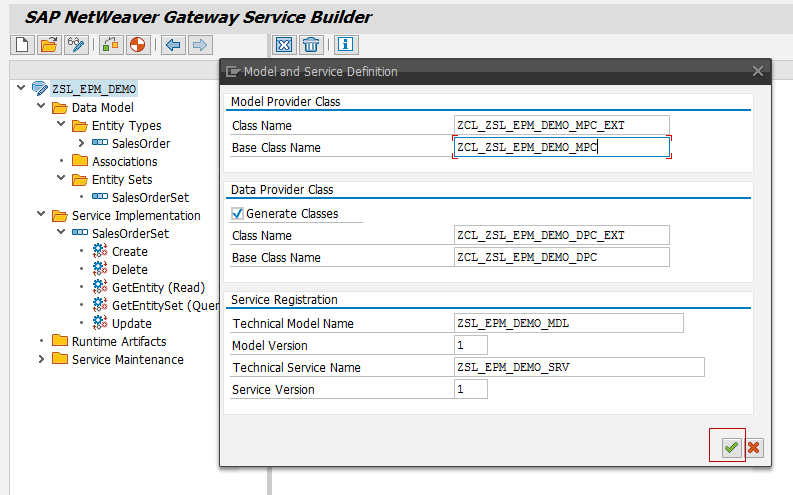 SAP NetWeaver Gateway Service Builder
ZSL_EPM_DEMO
Data Model
Entity Types
SalesOrder
Associations
Entity Sets
SalesOrderSet
Service Implementation
SalesOrderSet
Create
Delete
GetEntity (Read)
GetEntitySet (Quer
Update
Runtime Artifacts
Service Maintenance
Model and Service Definition
Model Provider Class
Class Name ZCL_ZSL_EPM_DEMO_MPC_EXT
Base Class Name ZCL_ZSL_EPM_DEMO_MPC
Data Provider Class
Generate Classes
Class Name ZCL_ZSL_EPM_DEMO_DPC_EXT
Base Class Name ZCL_ZSL_EPM_DEMO_DPC
Service Registration
Technical Model Name ZSL_EPM_DEMO_MDL
Model Version 1
Technical Service Name ZSL_EPM_DEMO_SRV
Service Version 1